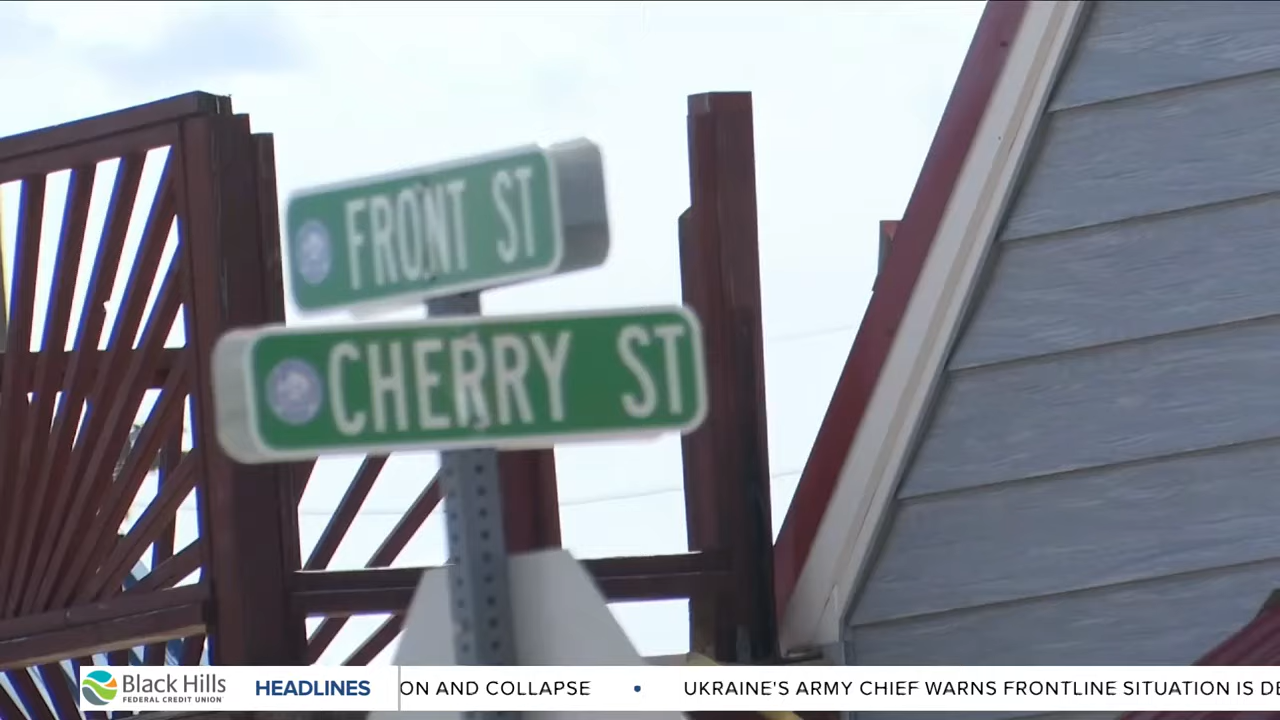 FRONT ST
CHERRY ST
Black Hills
FEDERAL CREDIT UNION
HEADLINES
ON AND COLLAPSE • UKRAINE'S ARMY CHIEF WARNS FRONTLINE SITUATION IS DE